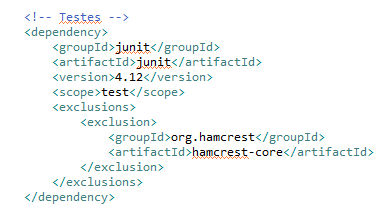 <!-- Testes -->
<dependency>
    <groupId>junit</groupId>
    <artifactId>junit</artifactId>
    <version>4.12</version>
    <scope>test</scope>
    <exclusions>
        <exclusion>
            <groupId>org.hamcrest</groupId>
            <artifactId>hamcrest-core</artifactId>
        </exclusion>
    </exclusions>
</dependency>